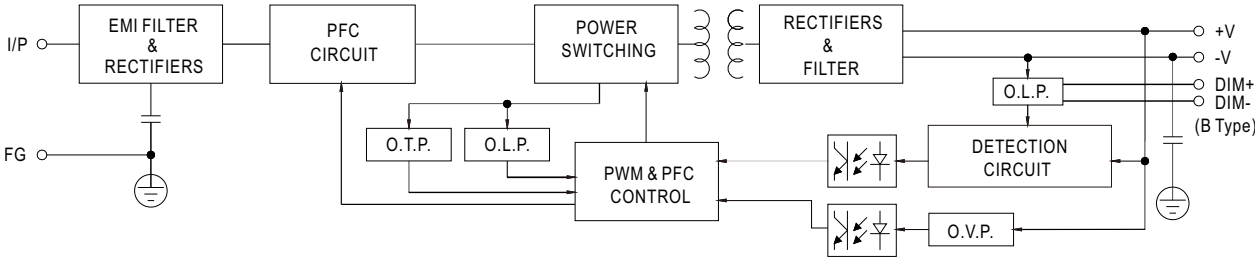 I/P
EMI FILTER
&
RECTIFIERS
PFC
CIRCUIT
POWER
SWITCHING
RECTIFIERS
&
FILTER
+V
-V
DIM+
DIM-
(B Type)
O.L.P.
FG
O.T.P.
O.L.P.
PWM & PFC
CONTROL
DETECTION
CIRCUIT
O.V.P.